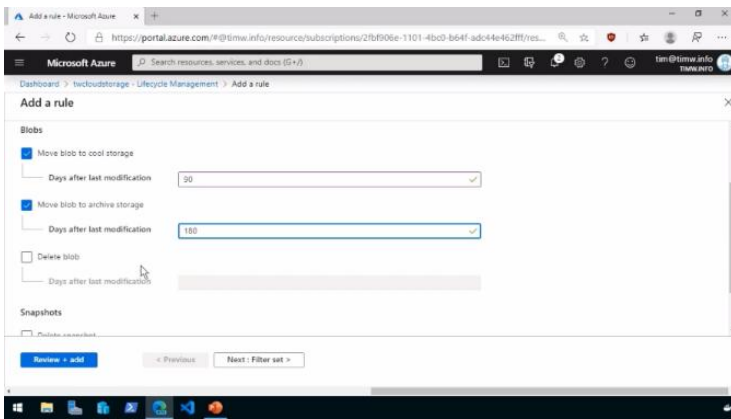 Add a rule - Microsoft Azure
https://portal.azure.com/#@timw.info/resource/subscriptions/2fbf906e-1101-4bc0-b64f-adc44e462fff/res...
Microsoft Azure
Search resources, services, and docs (G+/)
tim@timw.info
TIMW.INFO
Dashboard > twcloudstorage - Lifecycle Management > Add a rule
Add a rule
Blobs
Move blob to cool storage
Days after last modification
90
Move blob to archive storage
Days after last modification
180
Delete blob
Days after last modification
Snapshots
Delete snapshot
Review + add
< Previous
Next : Filter set >